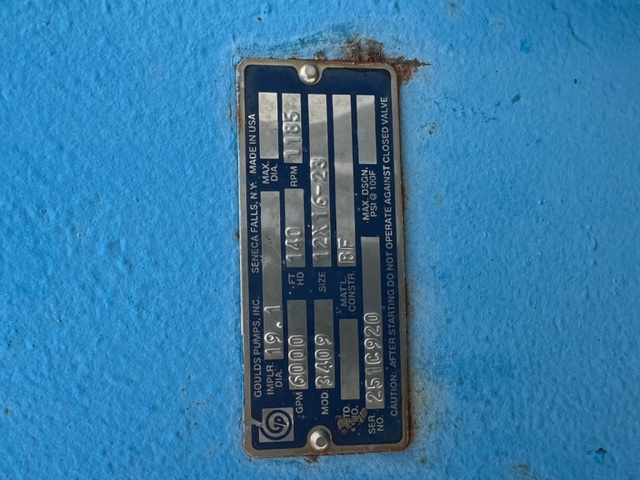 GOULDS PUMPS, INC. SENECA FALLS, N.Y. MADE IN USA
IMPLR. DIA. 19.1 MAX. DIA.
GPM 6000 FT HD 140 RPM 1185
MOD 3409 SIZE 12X16-23
MAT'L CONSTR. BF
SER. NO. 251C920 MAX. DSGN. PSI @ 100F
CAUTION: AFTER STARTING DO NOT OPERATE AGAINST CLOSED VALVE